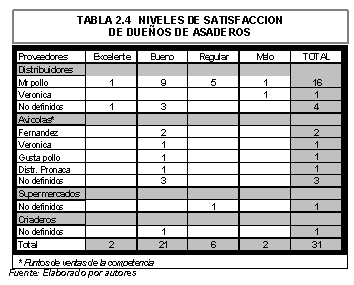 TABLA 2.4 NIVELES DE SATISFACCION
DE DUEÑOS DE ASADEROS
Proveedores Excelente Buero Regular Malo TOTAL
Distribuidores
Mr pollo 1 9 5 1 16
Veronica 1 1
No definidos 1 3 4
Avicolas*
Fernandez 2 2
Veronica 1 1
Gusta pollo 1 1
Distr. Pronaca 1 1
No definidos 3 3
Supermercados
No definidos 1 1
Criaderos
No definidos 1 1
Total 2 21 6 2 31
* Puntos de ventas de la competencia
Fuente: Elaborado por autores